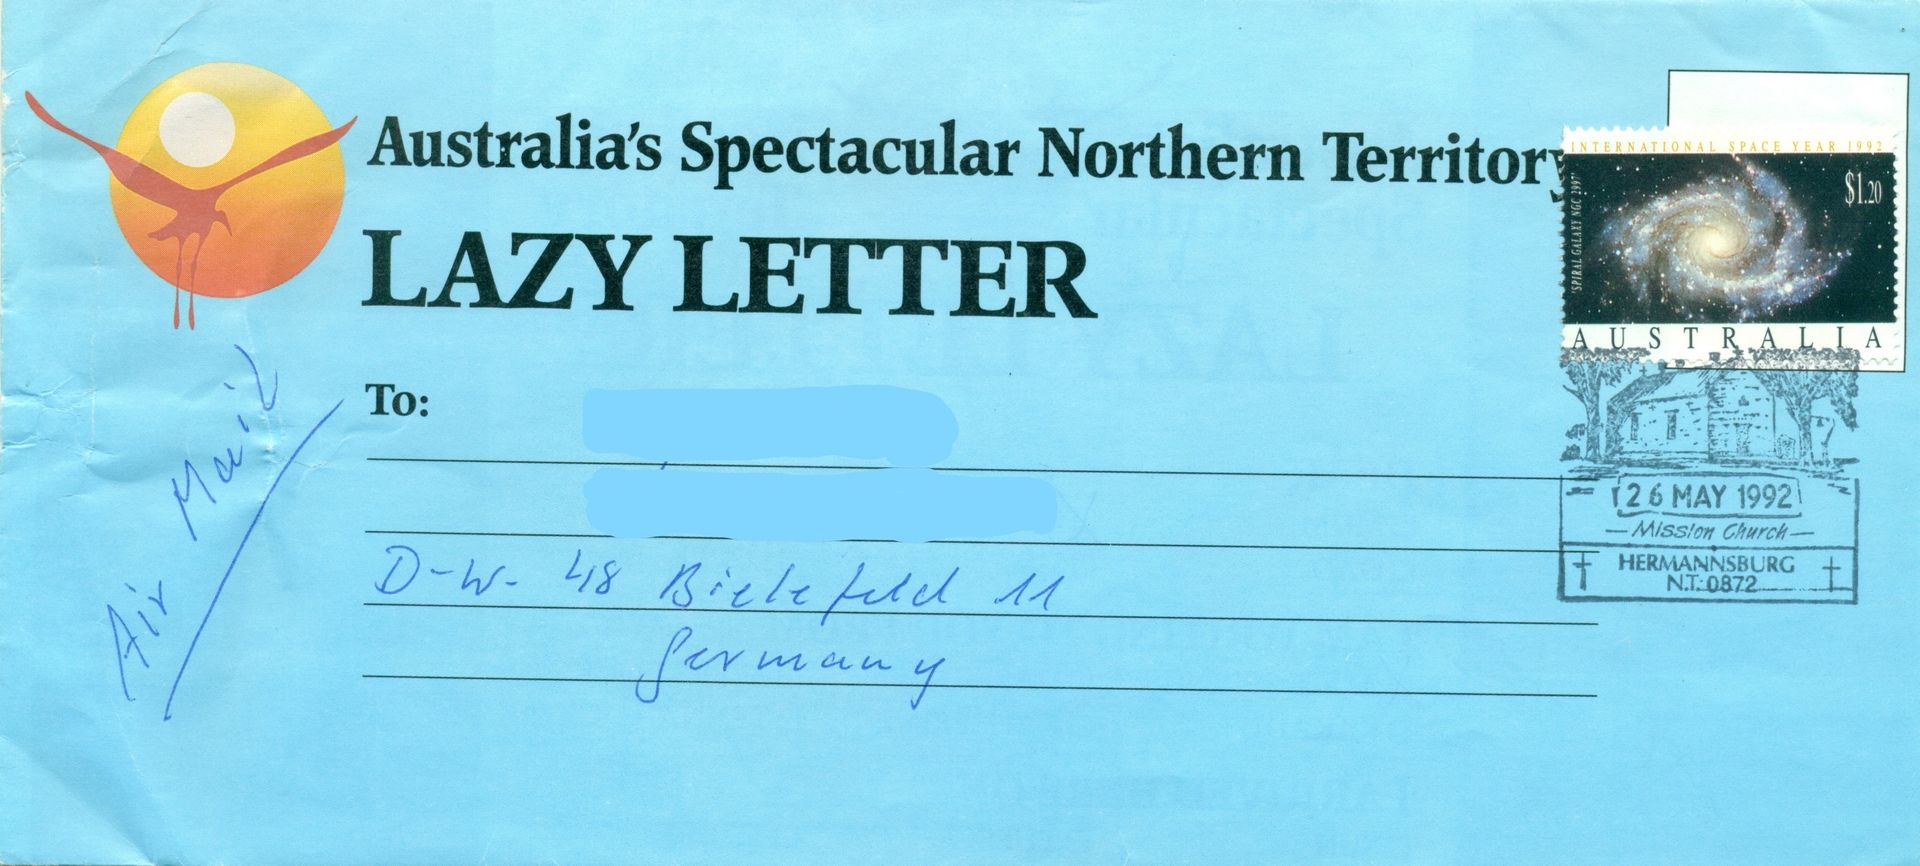 Australia's Spectacular Northern Territory
LAZY LETTER
INTERNATIONAL SPACE YEAR 1992
$1.20
'SPIRAL GALAXY NGC 2997'
AUSTRALIA
To:
Air Mail
D-W- 48 Bielefeld 11
Germany
26 MAY 1992
— Mission Church —
HERMANNSBURG
N.T. 0872